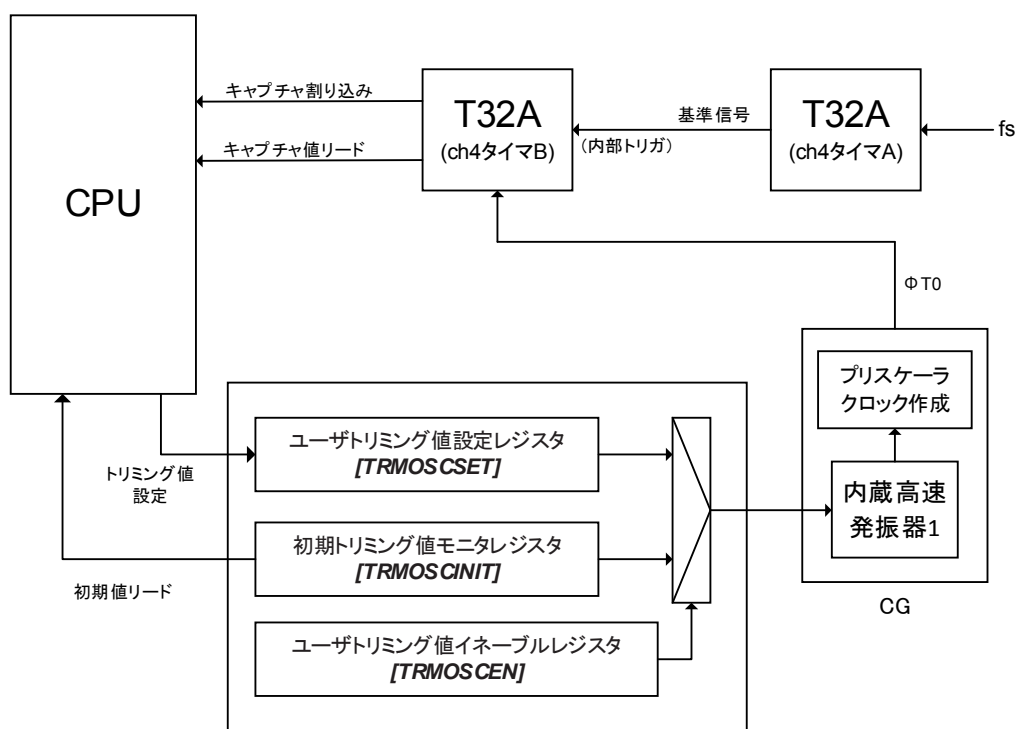 CPU
キャプチャ割り込み
キャプチャ値リード
T32A
(ch4タイマB)
基準信号
(内部トリガ)
T32A
(ch4タイマA)
fs
ΦT0
プリスケーラ
クロック作成
内蔵高速
発振器1
CG
トリミング値
設定
初期値リード
ユーザトリミング値設定レジスタ
[TRMOSCSET]
初期トリミング値モニタレジスタ
[TRMOSCINIT]
ユーザトリミング値イネーブルレジスタ
[TRMOSCEN]